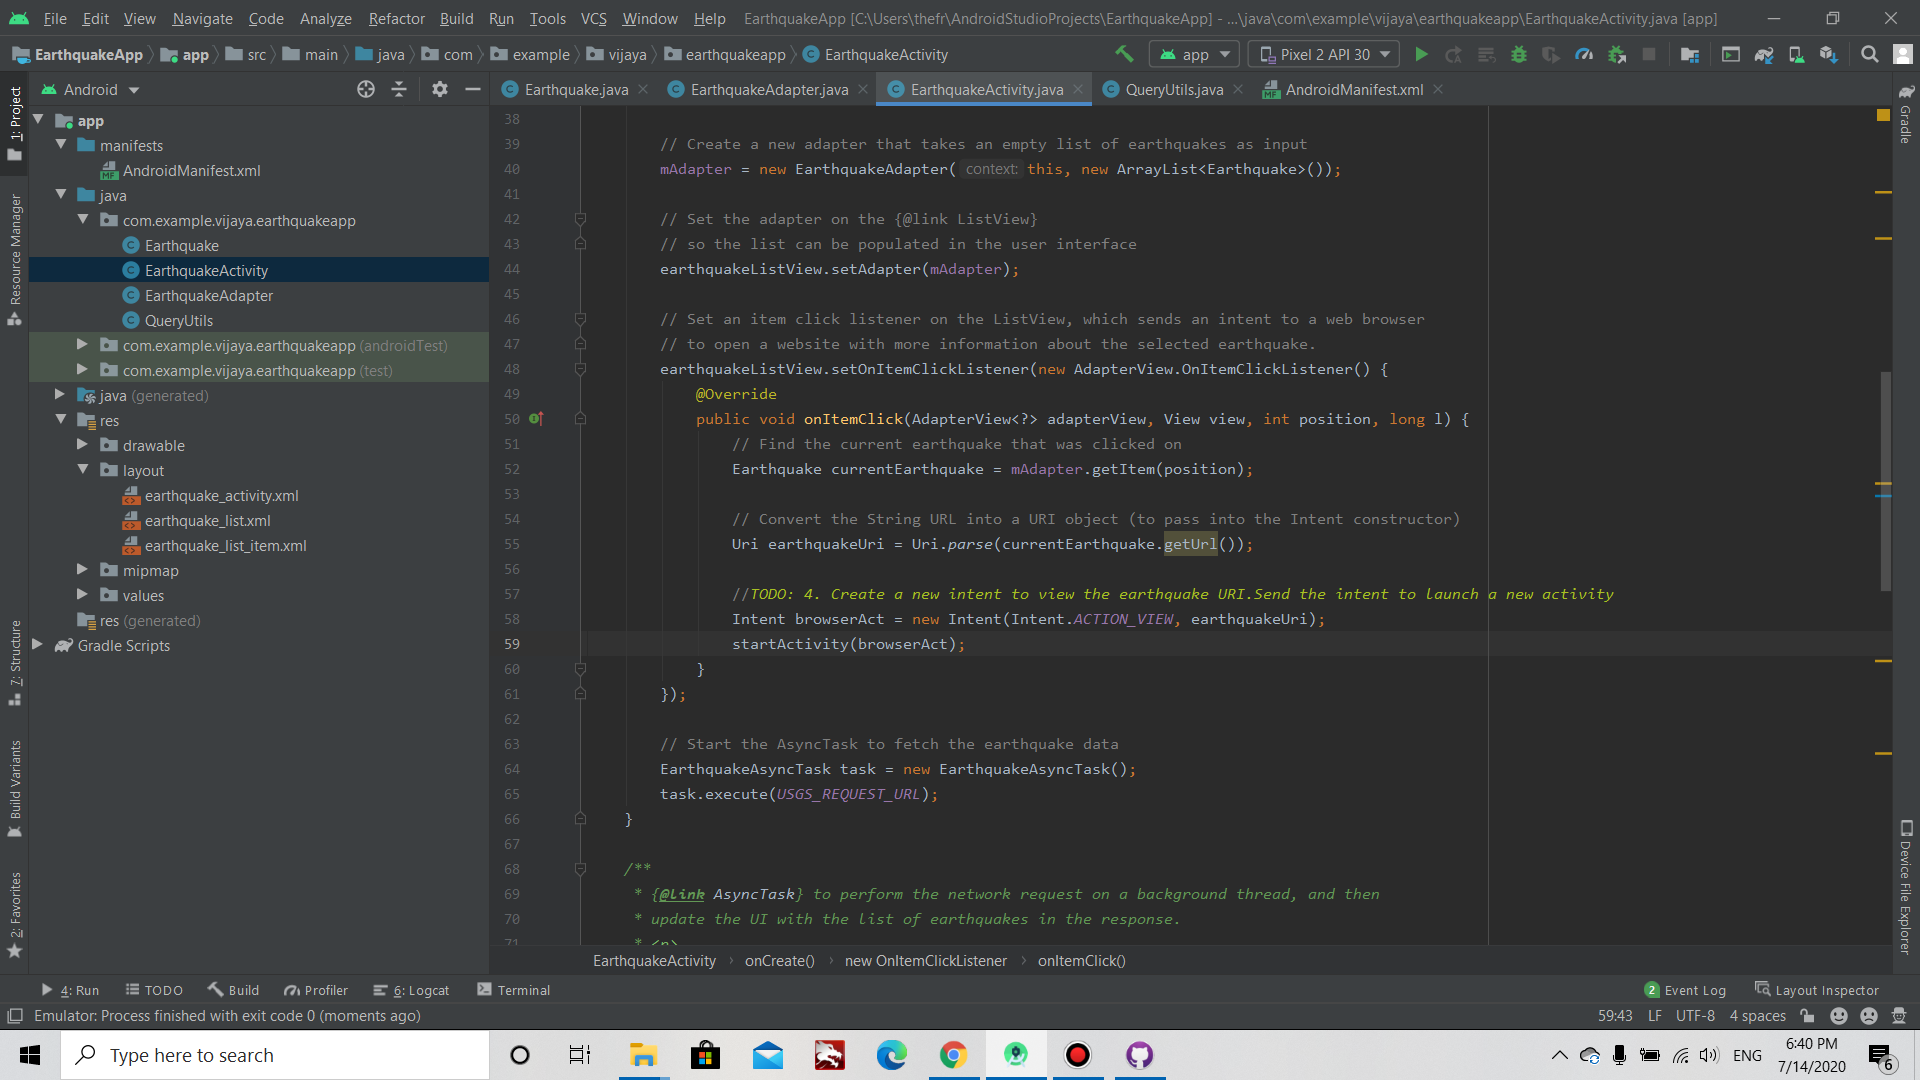 File Edit View Navigate Code Analyze Refactor Build Run Tools VCS Window Help EarthquakeApp [C:\Users\thefr\AndroidStudioProjects\EarthquakeApp] - ...\java\com\example\vijaya\earthquakeapp\EarthquakeActivity.java [app]
EarthquakeApp app src main java com example vijaya earthquakeapp EarthquakeActivity app Pixel 2 API 30
Android
Earthquake.java EarthquakeAdapter.java EarthquakeActivity.java QueryUtils.java AndroidManifest.xml
1: Project
Resource Manager
7: Structure
Build Variants
2: Favorites
app
manifests
AndroidManifest.xml
java
com.example.vijaya.earthquakeapp
Earthquake
EarthquakeActivity
EarthquakeAdapter
QueryUtils
com.example.vijaya.earthquakeapp (androidTest)
com.example.vijaya.earthquakeapp (test)
java (generated)
res
drawable
layout
earthquake_activity.xml
earthquake_list.xml
earthquake_list_item.xml
mipmap
values
res (generated)
Gradle Scripts
38
39 // Create a new adapter that takes an empty list of earthquakes as input
40 mAdapter = new EarthquakeAdapter( context: this, new ArrayList<Earthquake>());
41
42 // Set the adapter on the {@link ListView}
43 // so the list can be populated in the user interface
44 earthquakeListView.setAdapter(mAdapter);
45
46 // Set an item click listener on the ListView, which sends an intent to a web browser
47 // to open a website with more information about the selected earthquake.
48 earthquakeListView.setOnItemClickListener(new AdapterView.OnItemClickListener() {
49 @Override
50 public void onItemClick(AdapterView<?> adapterView, View view, int position, long l) {
51 // Find the current earthquake that was clicked on
52 Earthquake currentEarthquake = mAdapter.getItem(position);
53
54 // Convert the String URL into a URI object (to pass into the Intent constructor)
55 Uri earthquakeUri = Uri.parse(currentEarthquake.getUrl());
56
57 //TODO: 4. Create a new intent to view the earthquake URI.Send the intent to launch a new activity
58 Intent browserAct = new Intent(Intent.ACTION_VIEW, earthquakeUri);
59 startActivity(browserAct);
60 }
61 });
62
63 // Start the AsyncTask to fetch the earthquake data
64 EarthquakeAsyncTask task = new EarthquakeAsyncTask();
65 task.execute(USGS_REQUEST_URL);
66 }
67
68 /**
69 * {@link AsyncTask} to perform the network request on a background thread, and then
70 * update the UI with the list of earthquakes in the response.
71 * <p>
Gradle
Device File Explorer
EarthquakeActivity onCreate() new OnItemClickListener onItemClick()
4: Run TODO Build Profiler 6: Logcat Terminal 2 Event Log Layout Inspector
Emulator: Process finished with exit code 0 (moments ago) 59:43 LF UTF-8 4 spaces
Type here to search
ENG
6:40 PM
7/14/2020
6